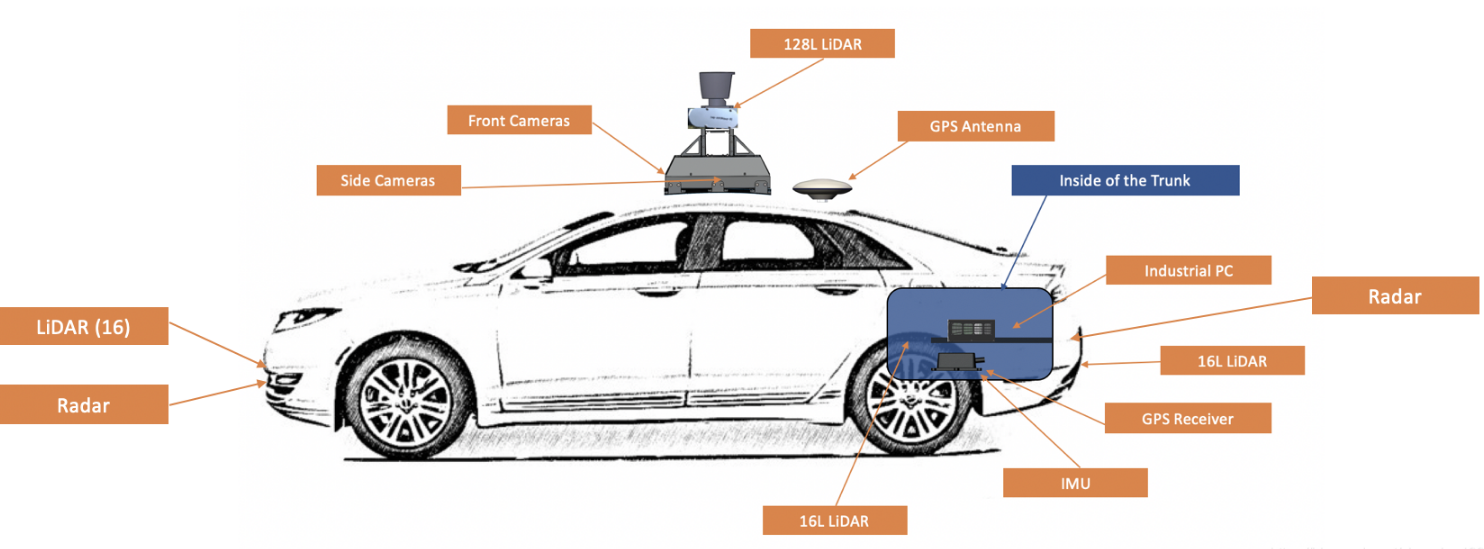 128L LiDAR
Front Cameras
GPS Antenna
Side Cameras
Inside of the Trunk
Industrial PC
Radar
LiDAR (16)
16L LiDAR
Radar
GPS Receiver
IMU
16L LiDAR